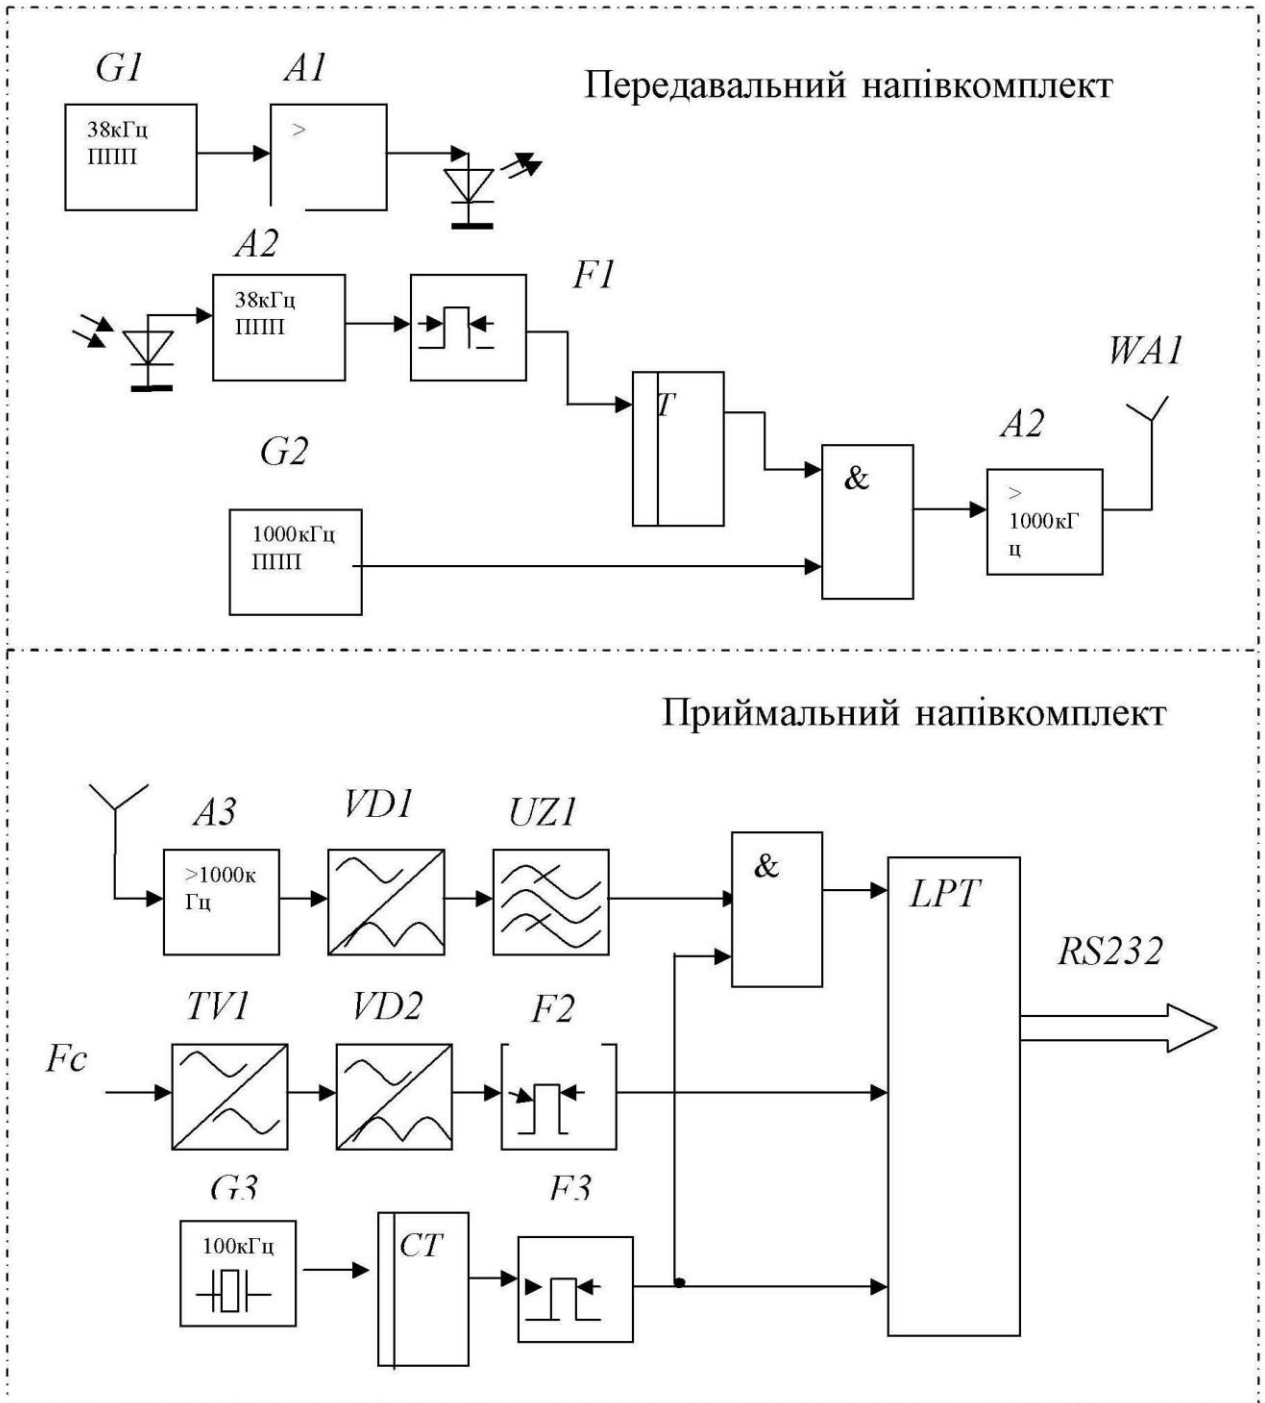 G1
A1
Передавальний напівкомплект
38кГц
ППП
>
A2
38кГц
ППП
F1
T
WA1
A2
G2
&
>
1000кГ
ц
1000кГц
ППП
Приймальний напівкомплект
A3
VD1
UZ1
&
>1000к
Гц
LPT
RS232
TV1
VD2
F2
Fc
G3
F3
100кГц
CT